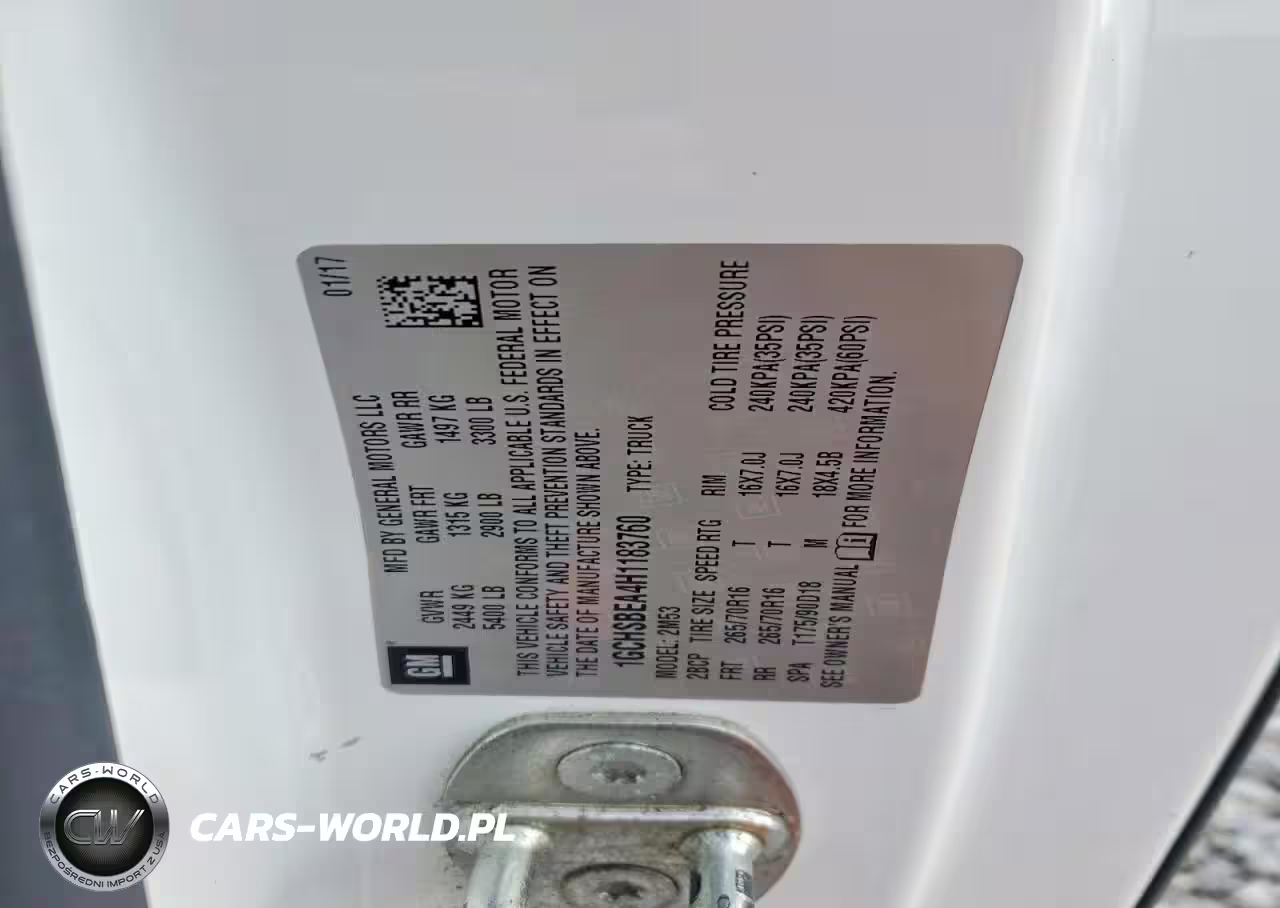 01/17
MFD BY GENERAL MOTORS LLC
GVWR GAWR FRT GAWR RR
2449 KG 1315 KG 1497 KG
5400 LB 2900 LB 3300 LB
GM
THIS VEHICLE CONFORMS TO ALL APPLICABLE U.S. FEDERAL MOTOR
VEHICLE SAFETY AND THEFT PREVENTION STANDARDS IN EFFECT ON
THE DATE OF MANUFACTURE SHOWN ABOVE.
1GCHSBEA4H1183760 TYPE: TRUCK
MODEL: 2M53
2BCP TIRE SIZE SPEED RTG RIM COLD TIRE PRESSURE
FRT 265/70R16 T 16X7.0J 240KPA(35PSI)
RR 265/70R16 T 16X7.0J 240KPA(35PSI)
SPA T175/90D18 M 18X4.5B 420KPA(60PSI)
SEE OWNER'S MANUAL FOR MORE INFORMATION.
CARS-WORLD
CW
BEZPOŚREDNI IMPORT Z USA
CARS-WORLD.PL